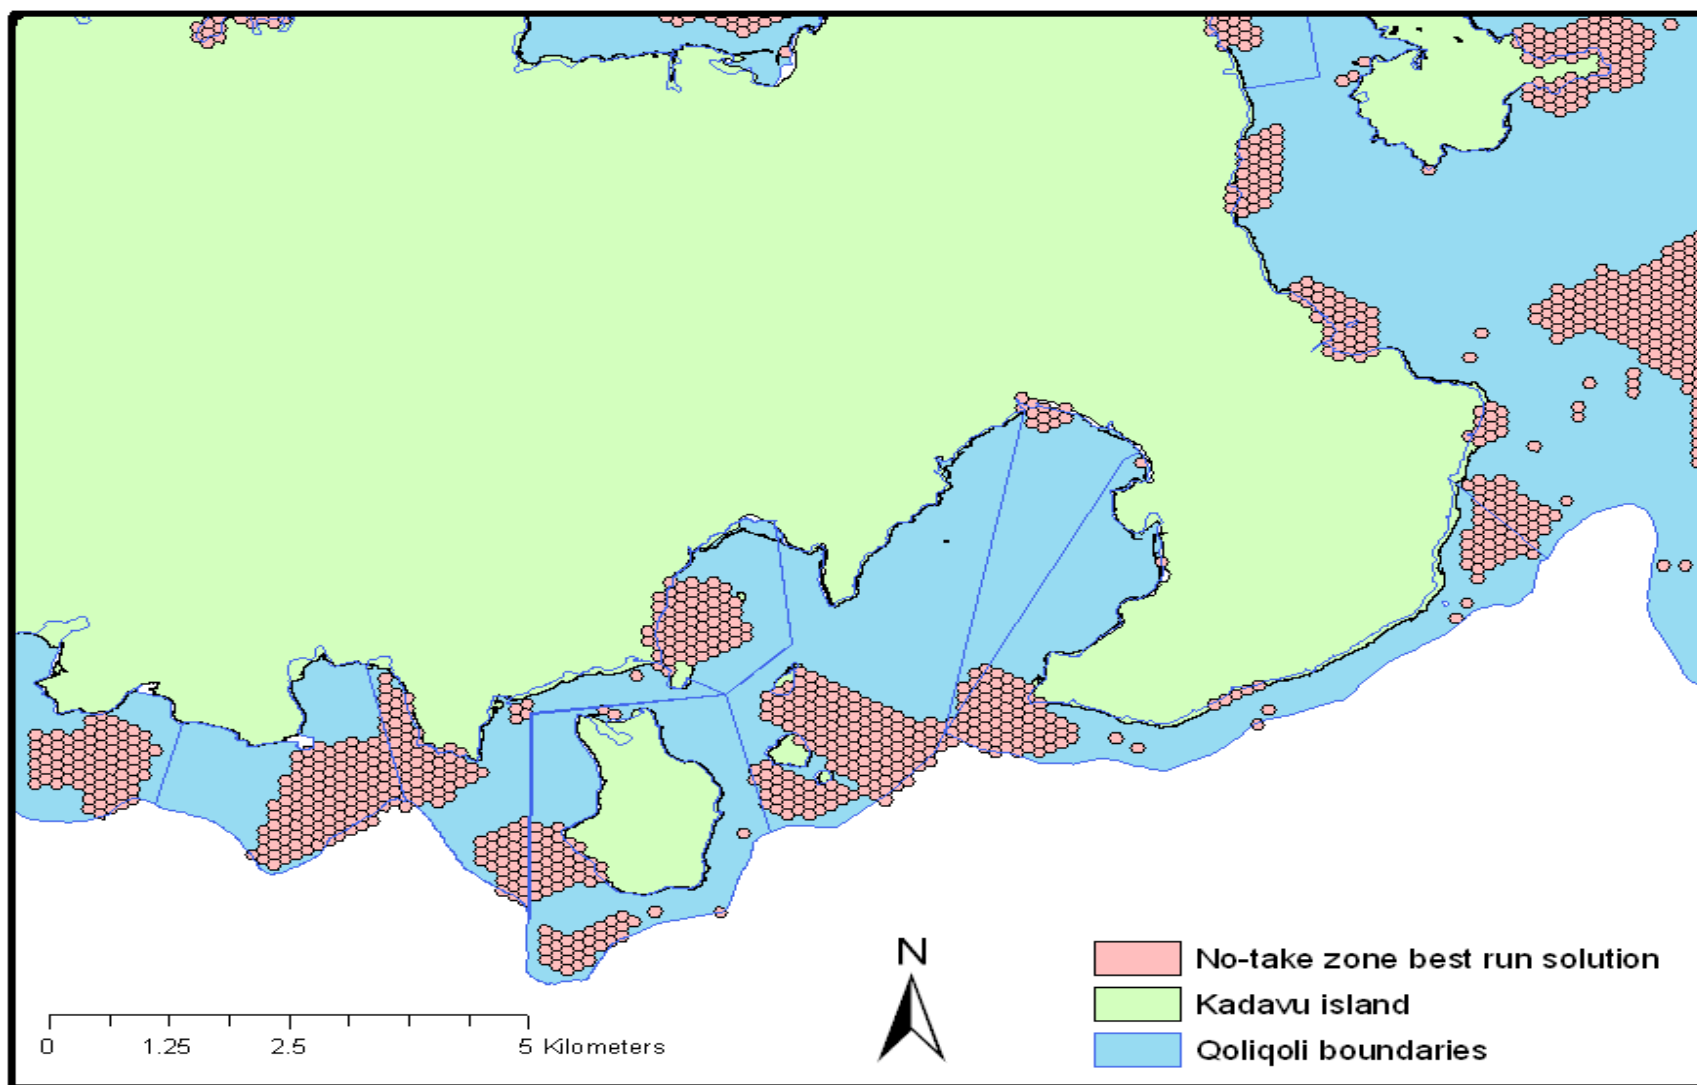 N
No-take zone best run solution
Kadavu island
Qoliqoli boundaries
0 1.25 2.5 5 Kilometers